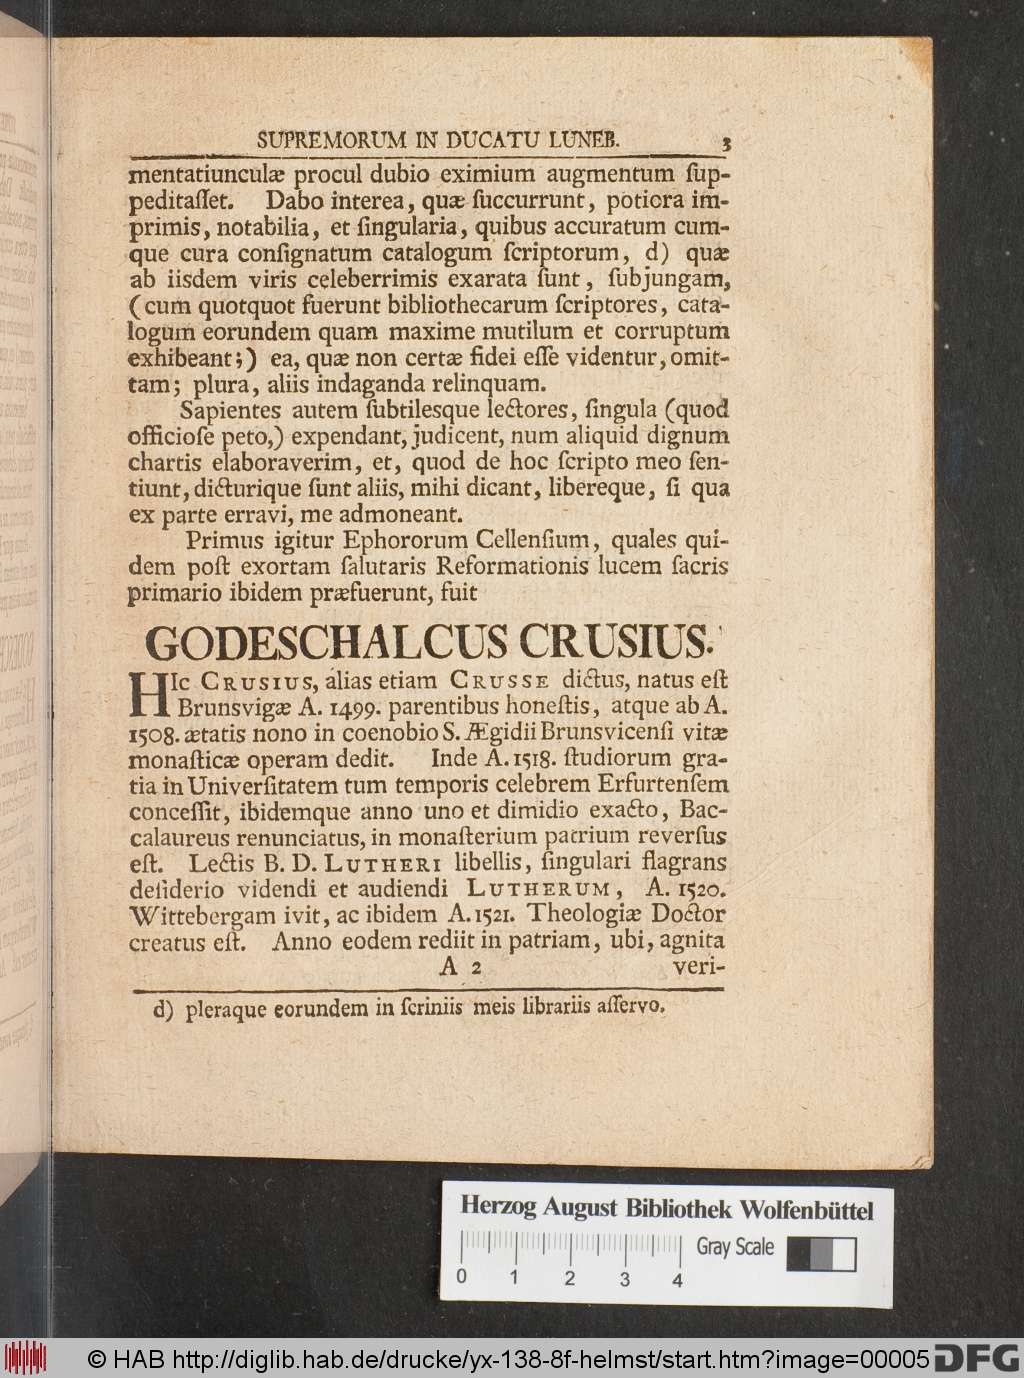 SUPREMORUM IN DUCATU LUNEB. 3
mentatiunculæ procul dubio eximium augmentum ſup-
peditaſſet. Dabo interea, quæ ſuccurrunt, potiora im-
primis, notabilia, et ſingularia, quibus accuratum cum-
que cura conſignatum catalogum ſcriptorum, d) quæ
ab iisdem viris celeberrimis exarata ſunt, ſubjungam,
(cum quotquot fuerunt bibliothecarum ſcriptores, cata-
logum eorundem quam maxime mutilum et corruptum
exhibeant;) ea, quæ non certæ fidei eſſe videntur, omit-
tam; plura, aliis indaganda relinquam.
Sapientes autem ſubtilesque lectores, ſingula (quod
officioſe peto,) expendant, judicent, num aliquid dignum
chartis elaboraverim, et, quod de hoc ſcripto meo ſen-
tiunt, dicturique ſunt aliis, mihi dicant, libereque, ſi qua
ex parte erravi, me admoneant.
Primus igitur Ephororum Cellenſium, quales qui-
dem poſt exortam ſalutaris Reformationis lucem ſacris
primario ibidem præfuerunt, fuit
GODESCHALCUS CRUSIUS.
HIc CRUSIUS, alias etiam CRUSSE dictus, natus eſt
Brunsvigæ A. 1499. parentibus honeſtis, atque ab A.
1508. ætatis nono in coenobio S. Ægidii Brunsvicenſi vitæ
monaſticæ operam dedit. Inde A. 1518. ſtudiorum gra-
tia in Univerſitatem tum temporis celebrem Erfurtenſem
conceſſit, ibidemque anno uno et dimidio exacto, Bac-
calaureus renunciatus, in monaſterium patrium reverſus
eſt. Lectis B. D. LUTHERI libellis, ſingulari flagrans
deſiderio videndi et audiendi LUTHERUM, A. 1520.
Wittebergam ivit, ac ibidem A. 1521. Theologiæ Doctor
creatus eſt. Anno eodem rediit in patriam, ubi, agnita
A 2 veri-
d) pleraque eorundem in ſcriniis meis librariis aſſervo.
Herzog August Bibliothek Wolfenbüttel
Gray Scale
0 1 2 3 4
© HAB http://diglib.hab.de/drucke/yx-138-8f-helmst/start.htm?image=00005 DFG